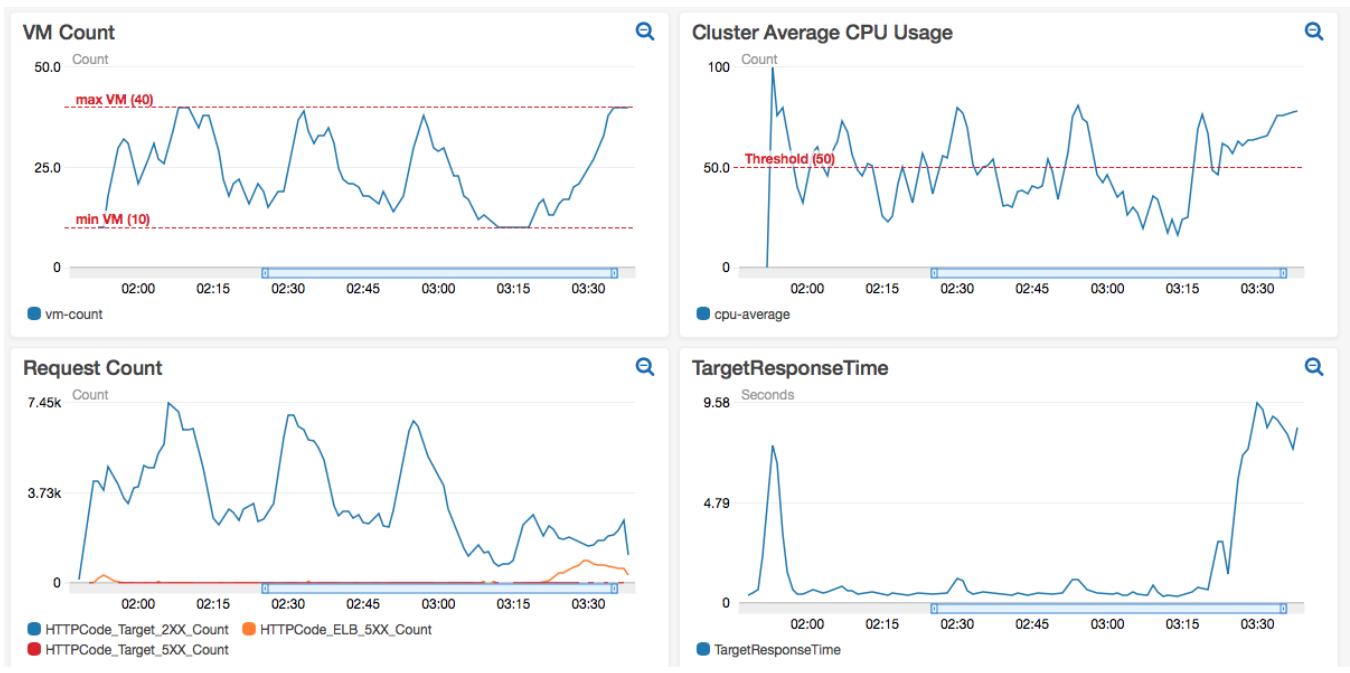 VM Count
Count
50.0
max VM (40)
25.0
min VM (10)
0
02:00 02:15 02:30 02:45 03:00 03:15 03:30
vm-count
Cluster Average CPU Usage
Count
100
Threshold (50)
50.0
0
02:00 02:15 02:30 02:45 03:00 03:15 03:30
cpu-average
Request Count
Count
7.45k
3.73k
0
02:00 02:15 02:30 02:45 03:00 03:15 03:30
HTTPCode_Target_2XX_Count HTTPCode_ELB_5XX_Count
HTTPCode_Target_5XX_Count
TargetResponseTime
Seconds
9.58
4.79
0
02:00 02:15 02:30 02:45 03:00 03:15 03:30
TargetResponseTime